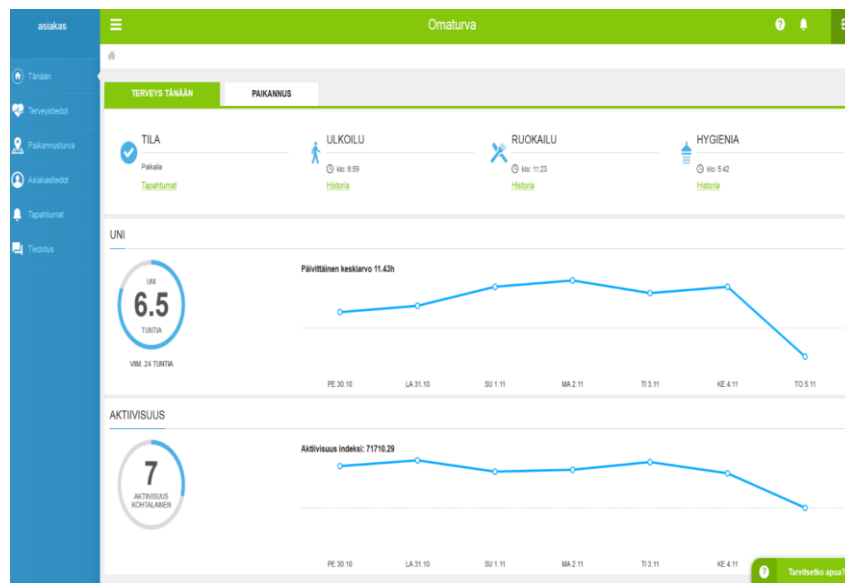 asiakas
Omaturva
Tänään
Terveystiedot
Paikannusturva
Asiakastiedot
Tapahtumat
Tiedotus
TERVEYS TÄNÄÄN
PAIKANNUS
TILA
Paikalla
Tapahtumat
ULKOILU
klo: 8:59
Historia
RUOKAILU
klo: 11:23
Historia
HYGIENIA
klo: 5:42
Historia
UNI
UNI
6.5
TUNTIA
VIIM. 24 TUNTIA
Päivittäinen keskiarvo 11.43h
PE 30.10 LA 31.10 SU 1.11 MA 2.11 TI 3.11 KE 4.11 TO 5.11
AKTIIVISUUS
7
AKTIIVISUUS
KOHTALAINEN
Aktiivisuus indeksi: 71710.29
PE 30.10 LA 31.10 SU 1.11 MA 2.11 TI 3.11 KE 4.11
Tarvitsetko apua?